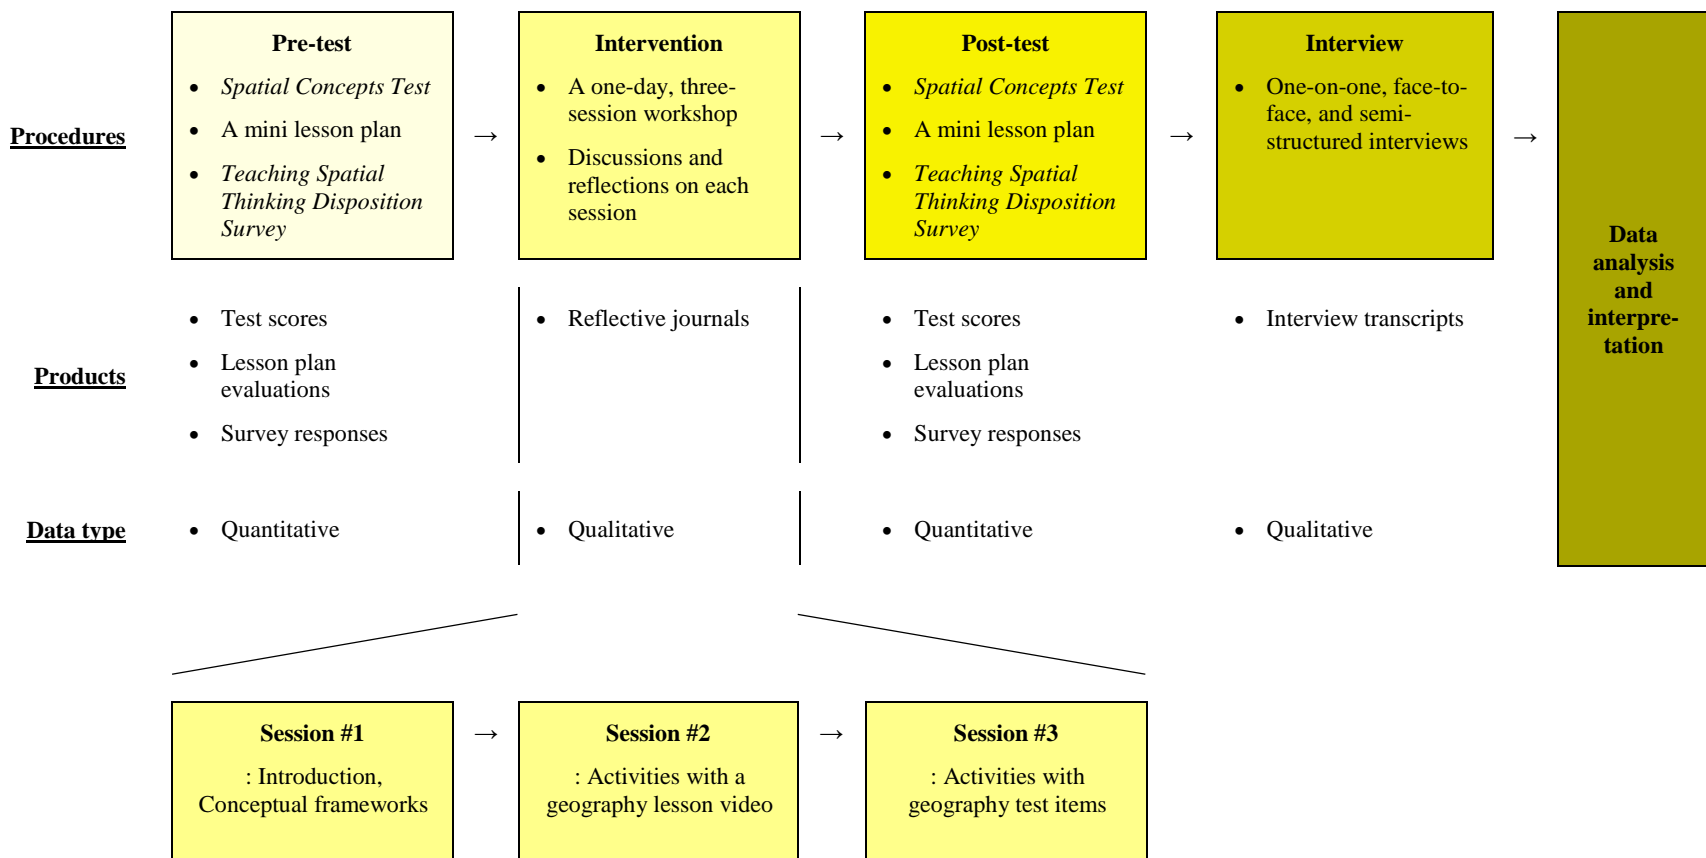 Procedures
Pre-test
• Spatial Concepts Test
• A mini lesson plan
• Teaching Spatial
Thinking Disposition
Survey
→
Intervention
• A one-day, three-
session workshop
• Discussions and
reflections on each
session
→
Post-test
• Spatial Concepts Test
• A mini lesson plan
• Teaching Spatial
Thinking Disposition
Survey
→
Interview
• One-on-one, face-to-
face, and semi-
structured interviews
→
Data
analysis
and
interpre-
tation
Products
• Test scores
• Lesson plan
evaluations
• Survey responses
• Reflective journals
• Test scores
• Lesson plan
evaluations
• Survey responses
• Interview transcripts
Data type
• Quantitative
• Qualitative
• Quantitative
• Qualitative
Session #1
: Introduction,
Conceptual frameworks
→
Session #2
: Activities with a
geography lesson video
→
Session #3
: Activities with
geography test items